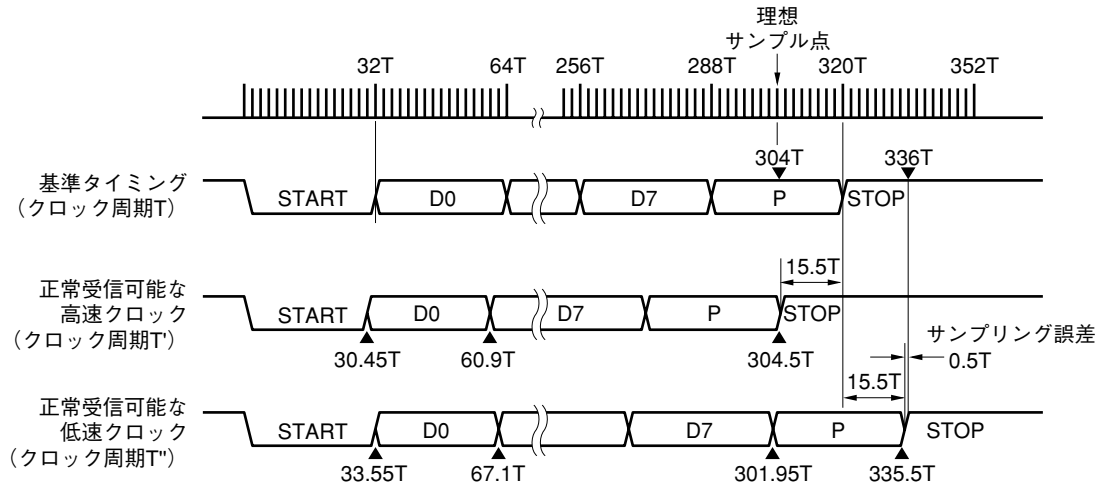 理想
サンプル点
32T 64T 256T 288T 320T 352T
基準タイミング
（クロック周期T）
START D0 D7 P STOP
304T 336T
正常受信可能な
高速クロック
（クロック周期T'）
START D0 D7 P STOP
15.5T
30.45T 60.9T 304.5T
サンプリング誤差
0.5T
15.5T
正常受信可能な
低速クロック
（クロック周期T"）
START D0 D7 P STOP
33.55T 67.1T 301.95T 335.5T